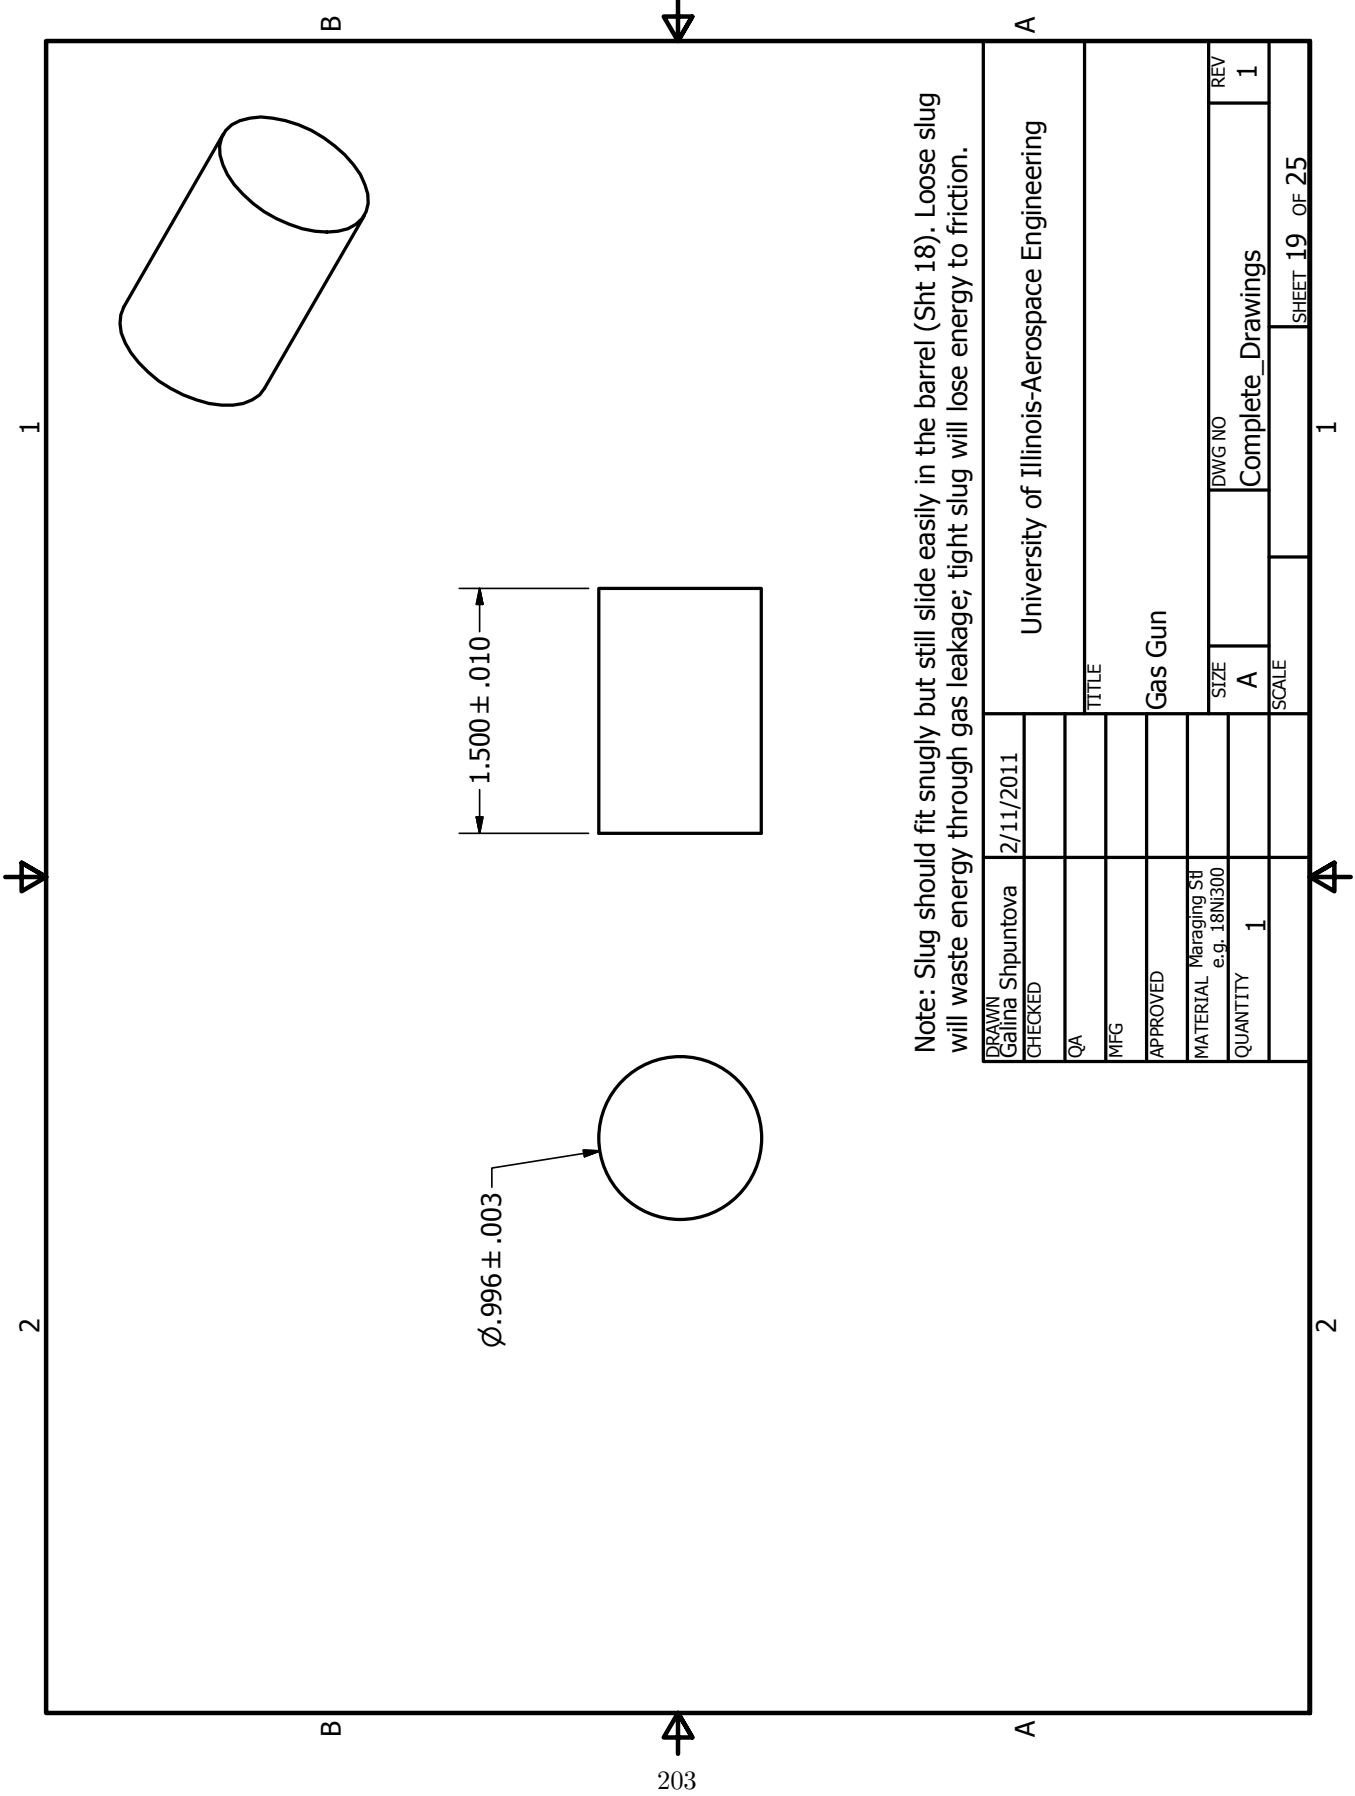 2
1
B
B
Ø.996 ± .003
1.500 ± .010
Note: Slug should fit snugly but still slide easily in the barrel (Sht 18). Loose slug
will waste energy through gas leakage; tight slug will lose energy to friction.
A
A
DRAWN
Galina Shpuntova
2/11/2011
CHECKED
QA
MFG
APPROVED
MATERIAL
Maraging Stl
e.g. 18Ni300
QUANTITY
1
University of Illinois-Aerospace Engineering
TITLE
Gas Gun
SIZE
A
DWG NO
Complete_Drawings
REV
1
SCALE
SHEET 19 OF 25
2
1
203